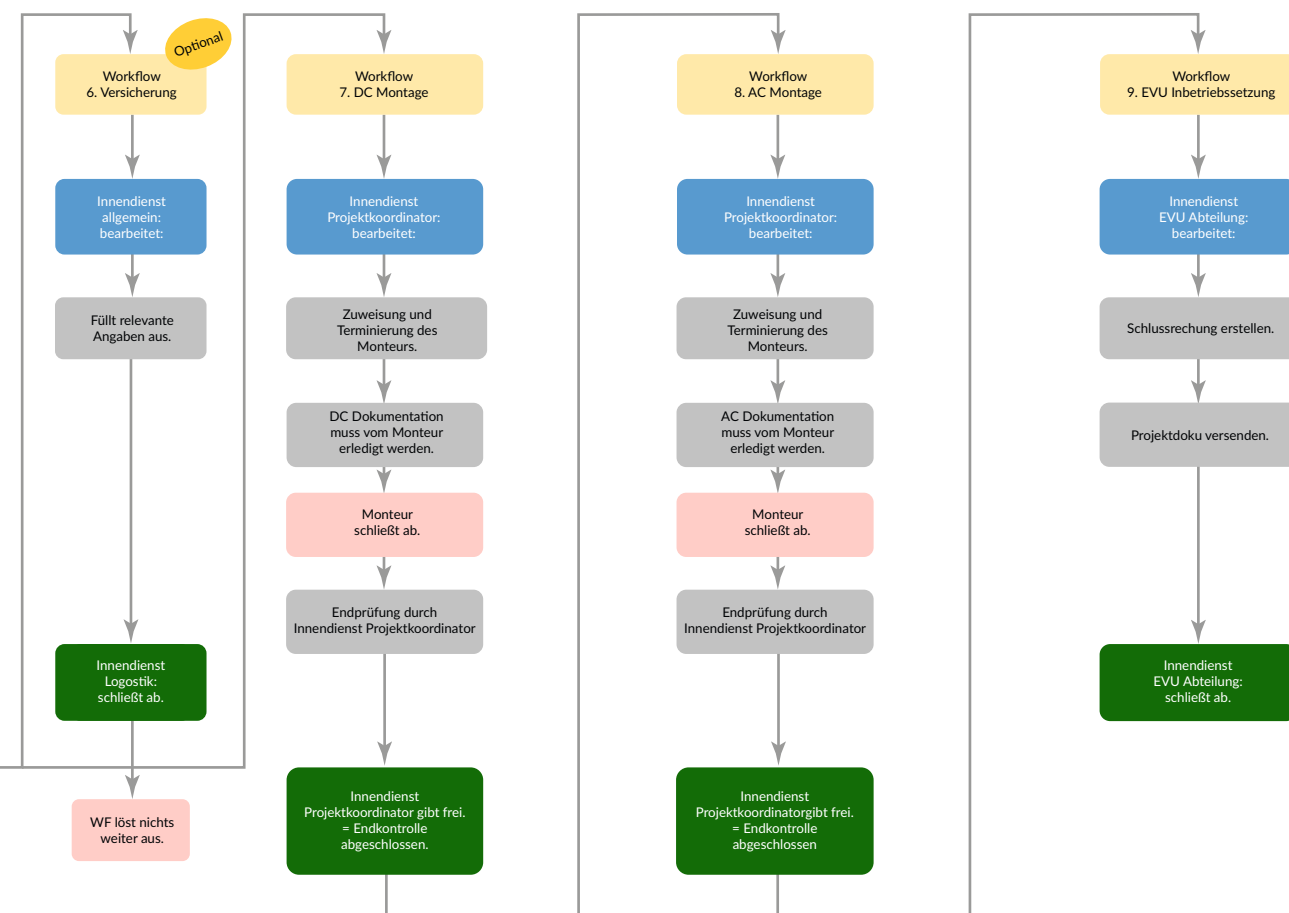 Optional
Workflow
6. Versicherung
Innendienst
allgemein:
bearbeitet:
Füllt relevante
Angaben aus.
Innendienst
Logostik:
schließt ab.
WF löst nichts
weiter aus.
Workflow
7. DC Montage
Innendienst
Projektkoordinator:
bearbeitet:
Zuweisung und
Terminierung des
Monteurs.
DC Dokumentation
muss vom Monteur
erledigt werden.
Monteur
schließt ab.
Endprüfung durch
Innendienst Projektkoordinator
Innendienst
Projektkoordinator gibt frei.
= Endkontrolle
abgeschlossen.
Workflow
8. AC Montage
Innendienst
Projektkoordinator:
bearbeitet:
Zuweisung und
Terminierung des
Monteurs.
AC Dokumentation
muss vom Monteur
erledigt werden.
Monteur
schließt ab.
Endprüfung durch
Innendienst Projektkoordinator
Innendienst
Projektkoordinatorgibt frei.
= Endkontrolle
abgeschlossen
Workflow
9. EVU Inbetriebssetzung
Innendienst
EVU Abteilung:
bearbeitet:
Schlussrechung erstellen.
Projektdoku versenden.
Innendienst
EVU Abteilung:
schließt ab.